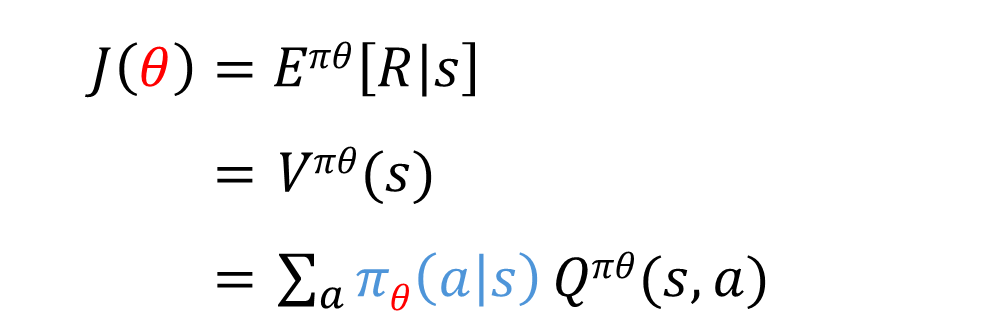 J(θ) = E^{πθ}[R|s]
= V^{πθ}(s)
= ∑_a π_θ(a|s) Q^{πθ}(s, a)